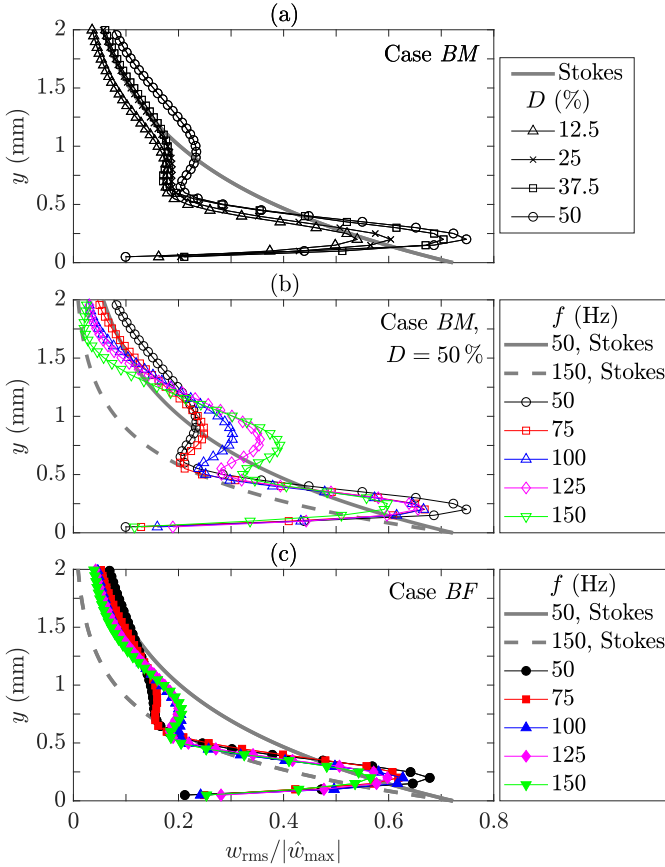 (a)
2
1.5
1
0.5
0
y (mm)
Case BM
Stokes
D (%)
12.5
25
37.5
50
(b)
2
1.5
1
0.5
0
y (mm)
Case BM,
D = 50 %
f (Hz)
50, Stokes
150, Stokes
50
75
100
125
150
(c)
2
1.5
1
0.5
0
y (mm)
Case BF
0.2 0.4 0.6 0.8
w_rms/|ŵ_max|
f (Hz)
50, Stokes
150, Stokes
50
75
100
125
150